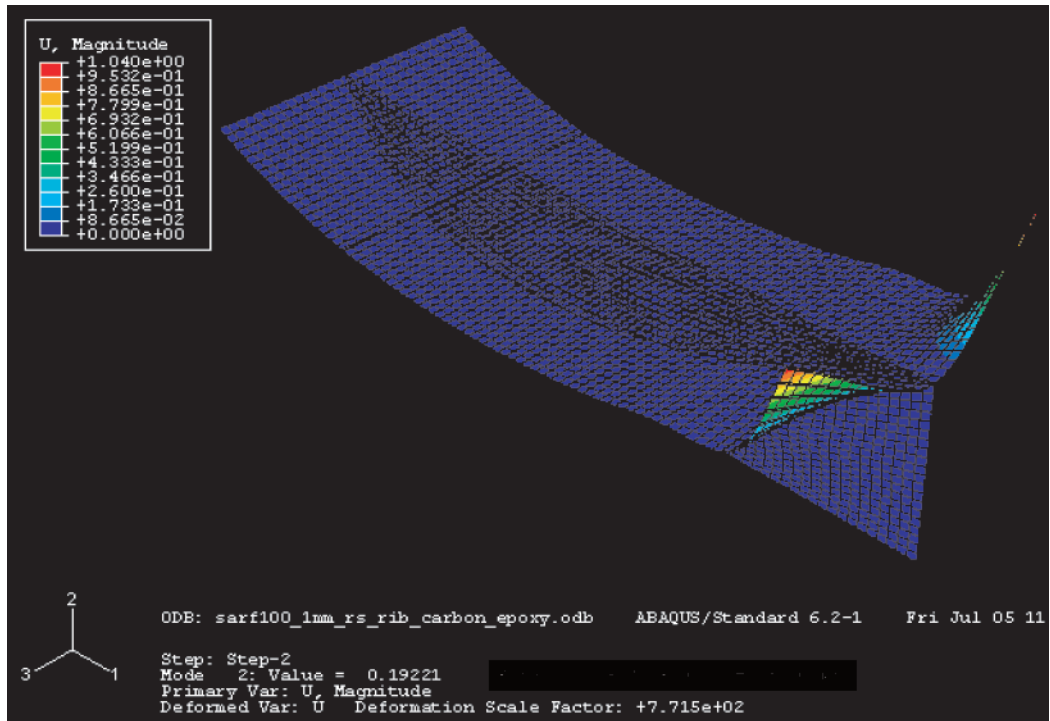 U, Magnitude
+1.040e+00
+9.532e-01
+8.665e-01
+7.799e-01
+6.932e-01
+6.066e-01
+5.199e-01
+4.333e-01
+3.466e-01
+2.600e-01
+1.733e-01
+8.665e-02
+0.000e+00
2
3
1
ODB: sarf100_1mm_rs_rib_carbon_epoxy.odb ABAQUS/Standard 6.2-1 Fri Jul 05 11
Step: Step-2
Mode 2: Value = 0.19221
Primary Var: U, Magnitude
Deformed Var: U Deformation Scale Factor: +7.715e+02